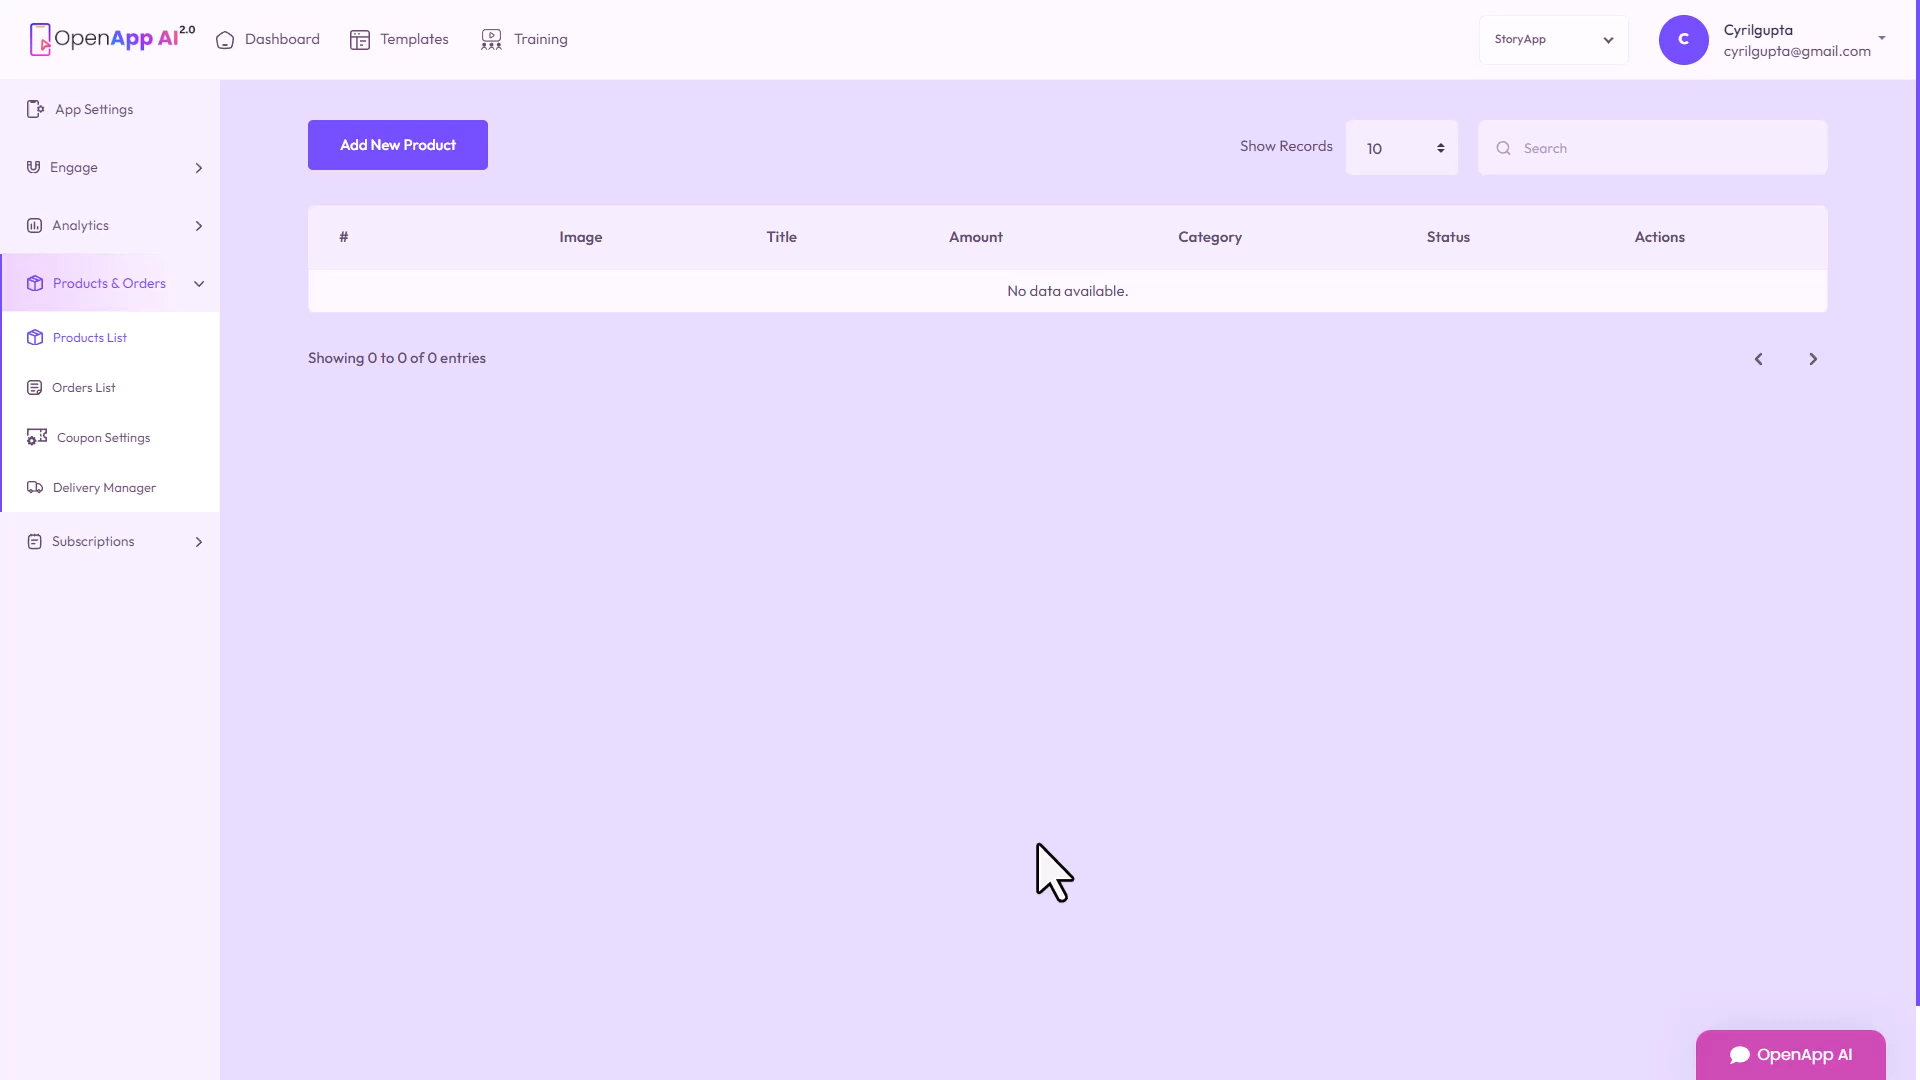 OpenApp AI 2.0
Dashboard
Templates
Training
StoryApp
C
Cyrilgupta
cyrilgupta@gmail.com
App Settings
Engage
Analytics
Products & Orders
Products List
Orders List
Coupon Settings
Delivery Manager
Subscriptions
Add New Product
Show Records
10
Search
# Image Title Amount Category Status Actions
No data available.
Showing 0 to 0 of 0 entries
OpenApp AI